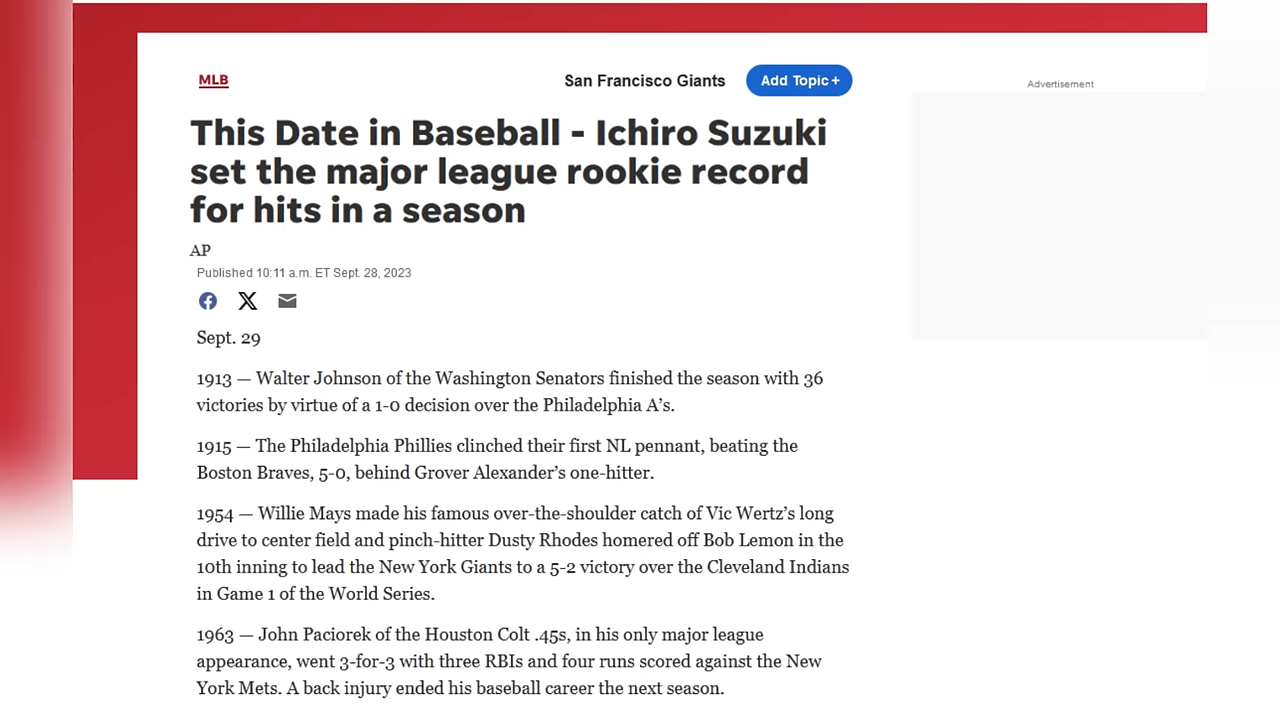 MLB
San Francisco Giants
Add Topic +
Advertisement
This Date in Baseball - Ichiro Suzuki
set the major league rookie record
for hits in a season
AP
Published 10:11 a.m. ET Sept. 28, 2023
Sept. 29
1913 — Walter Johnson of the Washington Senators finished the season with 36
victories by virtue of a 1-0 decision over the Philadelphia A’s.
1915 — The Philadelphia Phillies clinched their first NL pennant, beating the
Boston Braves, 5-0, behind Grover Alexander’s one-hitter.
1954 — Willie Mays made his famous over-the-shoulder catch of Vic Wertz’s long
drive to center field and pinch-hitter Dusty Rhodes homered off Bob Lemon in the
10th inning to lead the New York Giants to a 5-2 victory over the Cleveland Indians
in Game 1 of the World Series.
1963 — John Paciorek of the Houston Colt .45s, in his only major league
appearance, went 3-for-3 with three RBIs and four runs scored against the New
York Mets. A back injury ended his baseball career the next season.